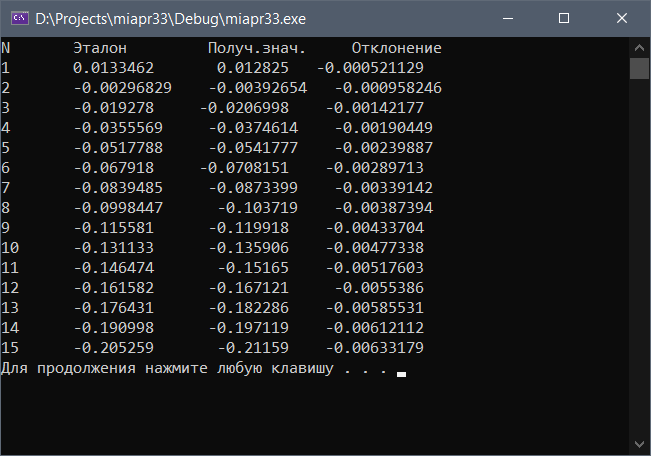 D:\Projects\miapr33\Debug\miapr33.exe
N Эталон Получ.знач. Отклонение
1 0.0133462 0.012825 -0.000521129
2 -0.00296829 -0.00392654 -0.000958246
3 -0.019278 -0.0206998 -0.00142177
4 -0.0355569 -0.0374614 -0.00190449
5 -0.0517788 -0.0541777 -0.00239887
6 -0.067918 -0.0708151 -0.00289713
7 -0.0839485 -0.0873399 -0.00339142
8 -0.0998447 -0.103719 -0.00387394
9 -0.115581 -0.119918 -0.00433704
10 -0.131133 -0.135906 -0.00477338
11 -0.146474 -0.15165 -0.00517603
12 -0.161582 -0.167121 -0.0055386
13 -0.176431 -0.182286 -0.00585531
14 -0.190998 -0.197119 -0.00612112
15 -0.205259 -0.21159 -0.00633179
Для продолжения нажмите любую клавишу . . .